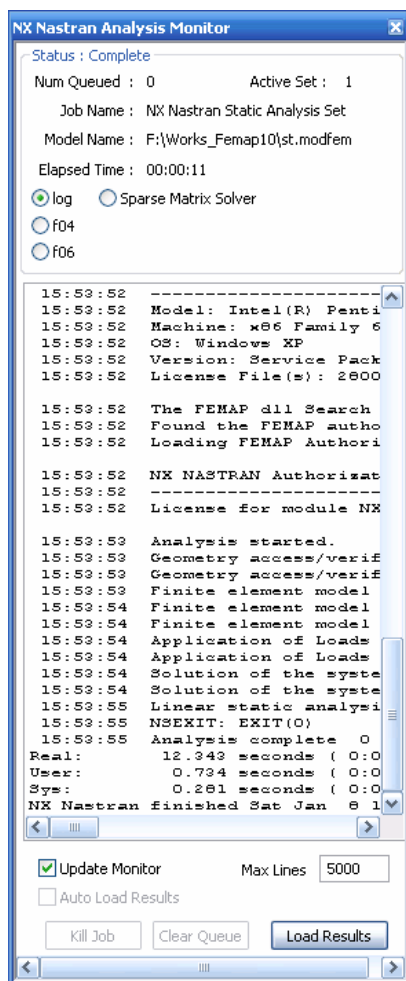 NX Nastran Analysis Monitor
Status : Complete
Num Queued : 0 Active Set : 1
Job Name : NX Nastran Static Analysis Set
Model Name : F:\Works_Femap10\st.modfem
Elapsed Time : 00:00:11
log Sparse Matrix Solver
f04
f06
15:53:52 -----------------------
15:53:52 Model: Intel(R) Penti
15:53:52 Machine: x86 Family 6
15:53:52 OS: Windows XP
15:53:52 Version: Service Pack
15:53:52 License File(s): 2800
15:53:52 The FEMAP dll Search
15:53:52 Found the FEMAP autho
15:53:52 Loading FEMAP Authori
15:53:52 NX NASTRAN Authorizat
15:53:52 -----------------------
15:53:52 License for module NX
15:53:53 Analysis started.
15:53:53 Geometry access/verif
15:53:53 Geometry access/verif
15:53:53 Finite element model
15:53:54 Finite element model
15:53:54 Finite element model
15:53:54 Application of Loads
15:53:54 Application of Loads
15:53:54 Solution of the syste
15:53:54 Solution of the syste
15:53:55 Linear static analysi
15:53:55 NSEXIT: EXIT(0)
15:53:55 Analysis complete 0
Real: 12.343 seconds ( 0:0
User: 0.734 seconds ( 0:0
Sys: 0.281 seconds ( 0:0
NX Nastran finished Sat Jan 8 1
Update Monitor Max Lines 5000
Auto Load Results
Kill Job Clear Queue Load Results